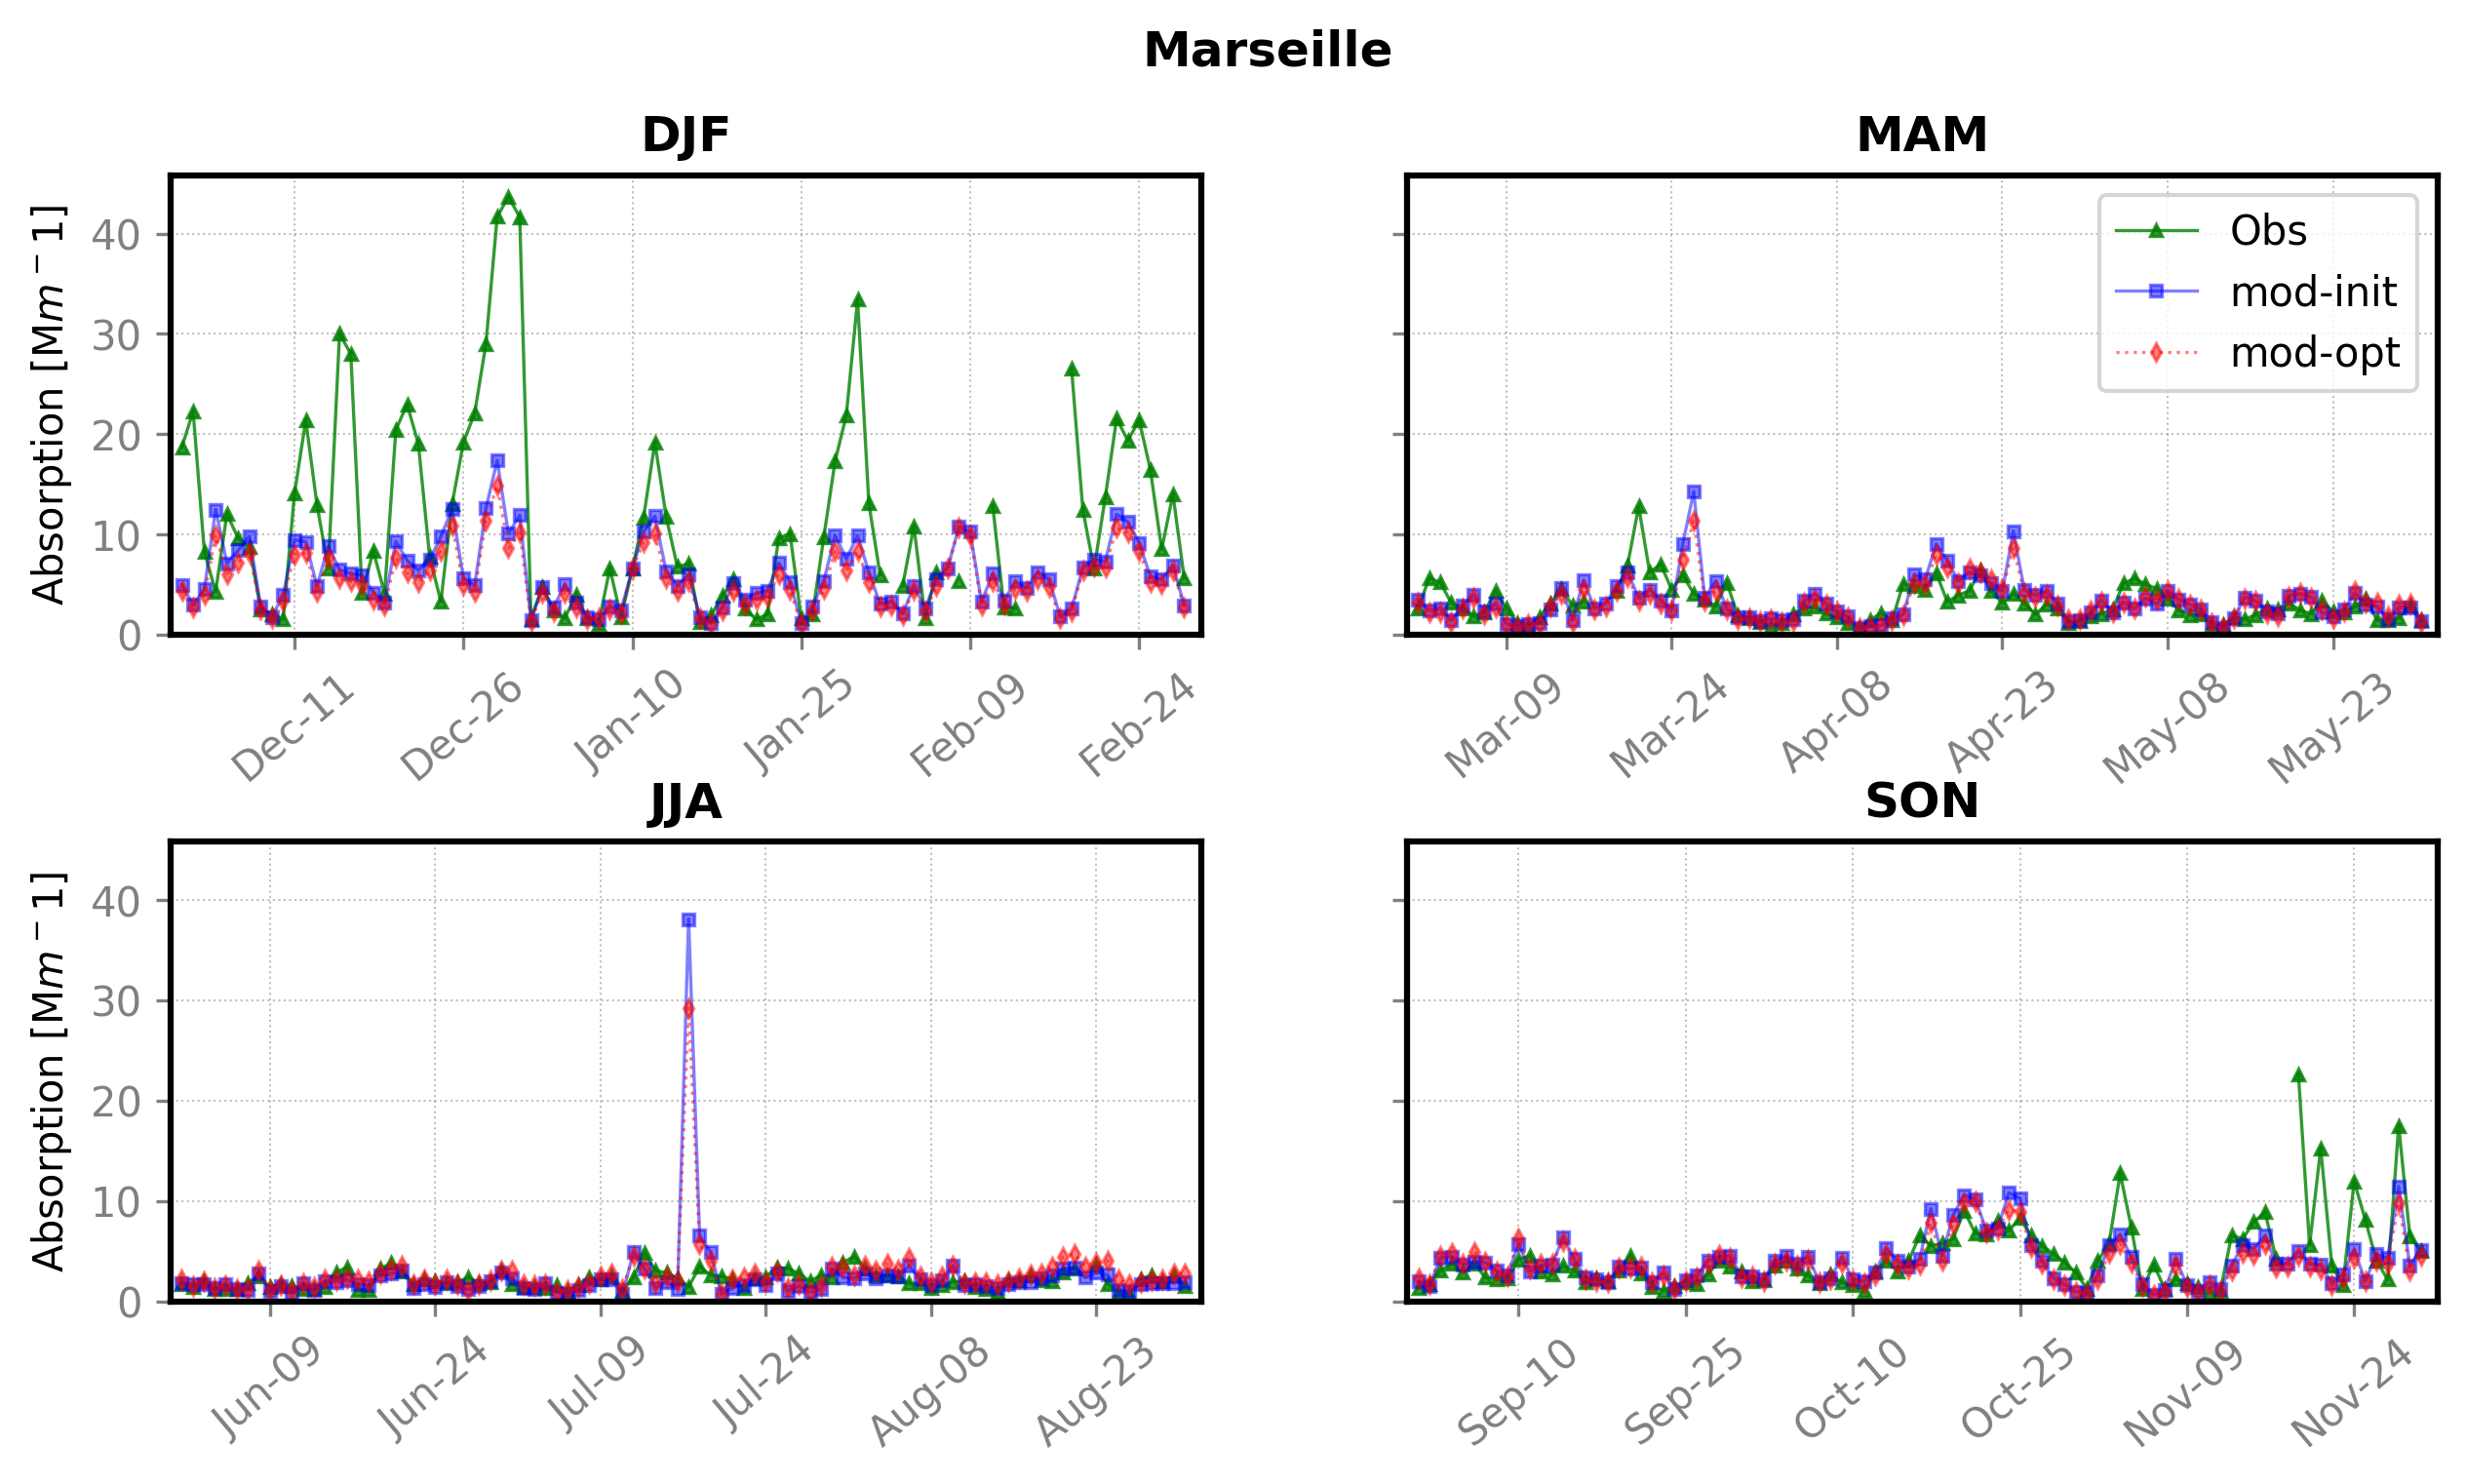 Marseille
DJF
MAM
Absorption [Mm − 1]
40
30
20
10
0
Obs
mod-init
mod-opt
Dec-11
Dec-26
Jan-10
Jan-25
Feb-09
Feb-24
Mar-09
Mar-24
Apr-08
Apr-23
May-08
May-23
JJA
SON
Absorption [Mm − 1]
40
30
20
10
0
Jun-09
Jun-24
Jul-09
Jul-24
Aug-08
Aug-23
Sep-10
Sep-25
Oct-10
Oct-25
Nov-09
Nov-24